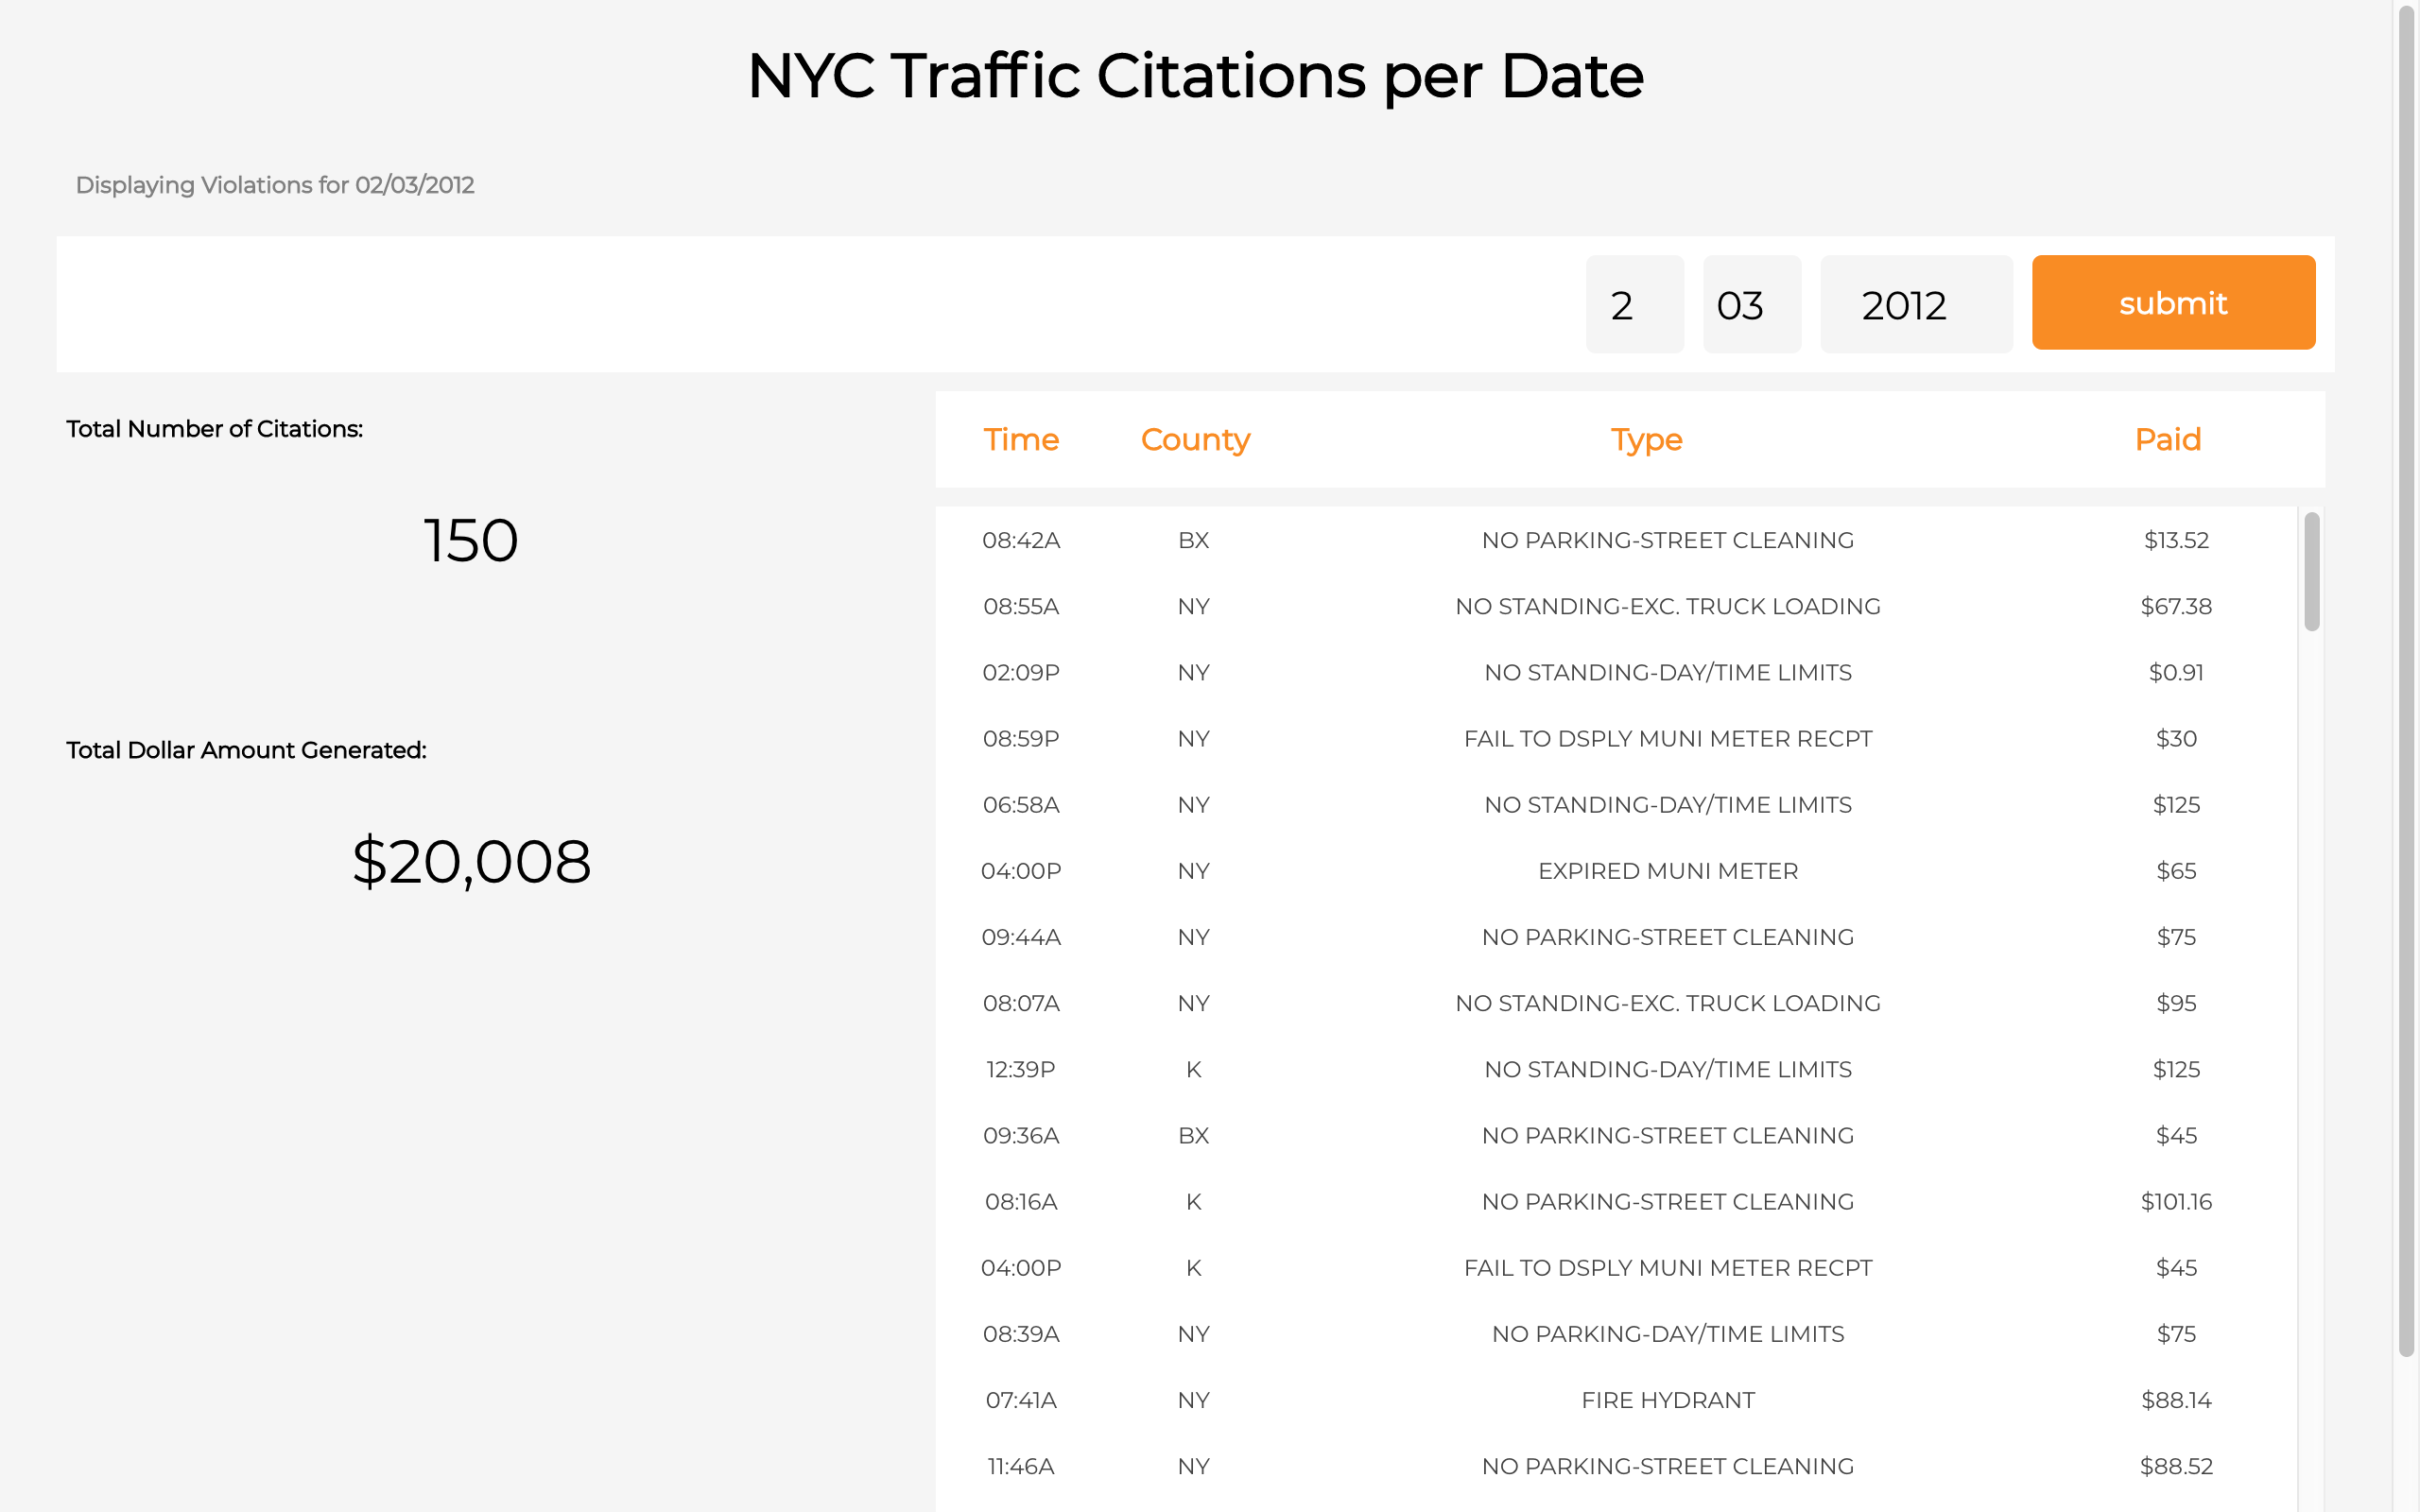 NYC Traffic Citations per Date
Displaying Violations for 02/03/2012
2 03 2012 submit
Total Number of Citations:
150
Total Dollar Amount Generated:
$20,008
Time County Type Paid
08:42A BX NO PARKING-STREET CLEANING $13.52
08:55A NY NO STANDING-EXC. TRUCK LOADING $67.38
02:09P NY NO STANDING-DAY/TIME LIMITS $0.91
08:59P NY FAIL TO DSPLY MUNI METER RECPT $30
06:58A NY NO STANDING-DAY/TIME LIMITS $125
04:00P NY EXPIRED MUNI METER $65
09:44A NY NO PARKING-STREET CLEANING $75
08:07A NY NO STANDING-EXC. TRUCK LOADING $95
12:39P K NO STANDING-DAY/TIME LIMITS $125
09:36A BX NO PARKING-STREET CLEANING $45
08:16A K NO PARKING-STREET CLEANING $101.16
04:00P K FAIL TO DSPLY MUNI METER RECPT $45
08:39A NY NO PARKING-DAY/TIME LIMITS $75
07:41A NY FIRE HYDRANT $88.14
11:46A NY NO PARKING-STREET CLEANING $88.52